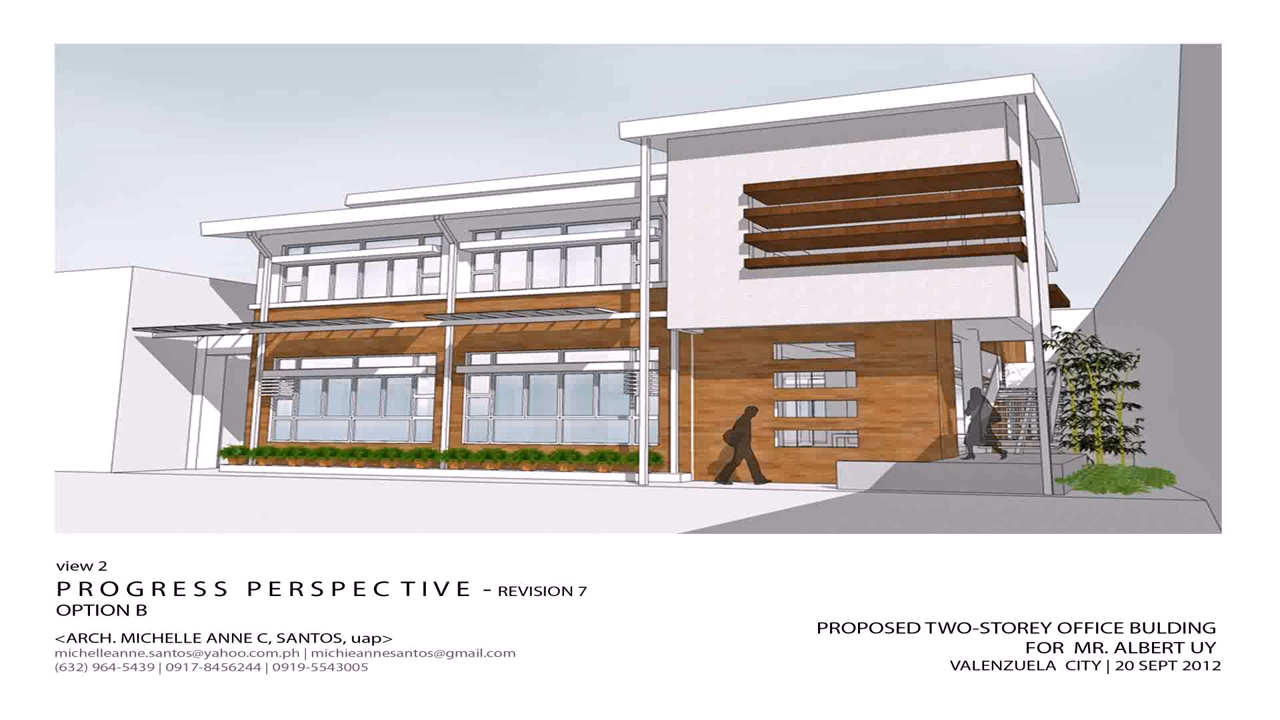 view 2
PROGRESS PERSPECTIVE - REVISION 7
OPTION B
<ARCH. MICHELLE ANNE C, SANTOS, uap>
michelleanne.santos@yahoo.com.ph | michieannesantos@gmail.com
(632) 964-5439 | 0917-8456244 | 0919-5543005
PROPOSED TWO-STOREY OFFICE BULDING
FOR MR. ALBERT UY
VALENZUELA CITY | 20 SEPT 2012